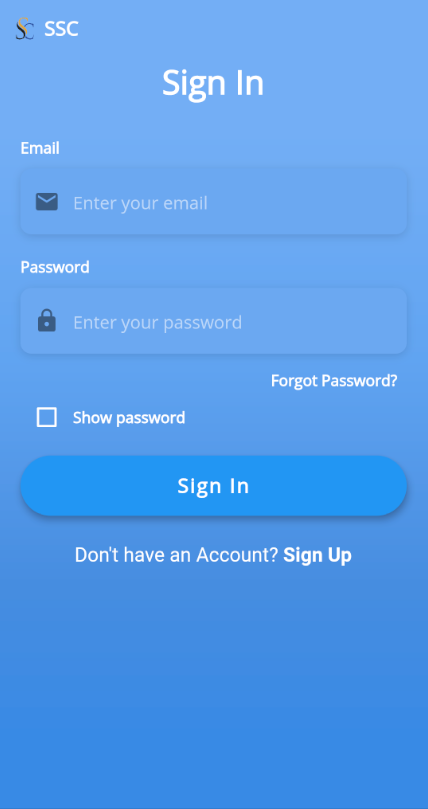 SC SSC
Sign In
Email
Enter your email
Password
Enter your password
Forgot Password?
Show password
Sign In
Don't have an Account? Sign Up